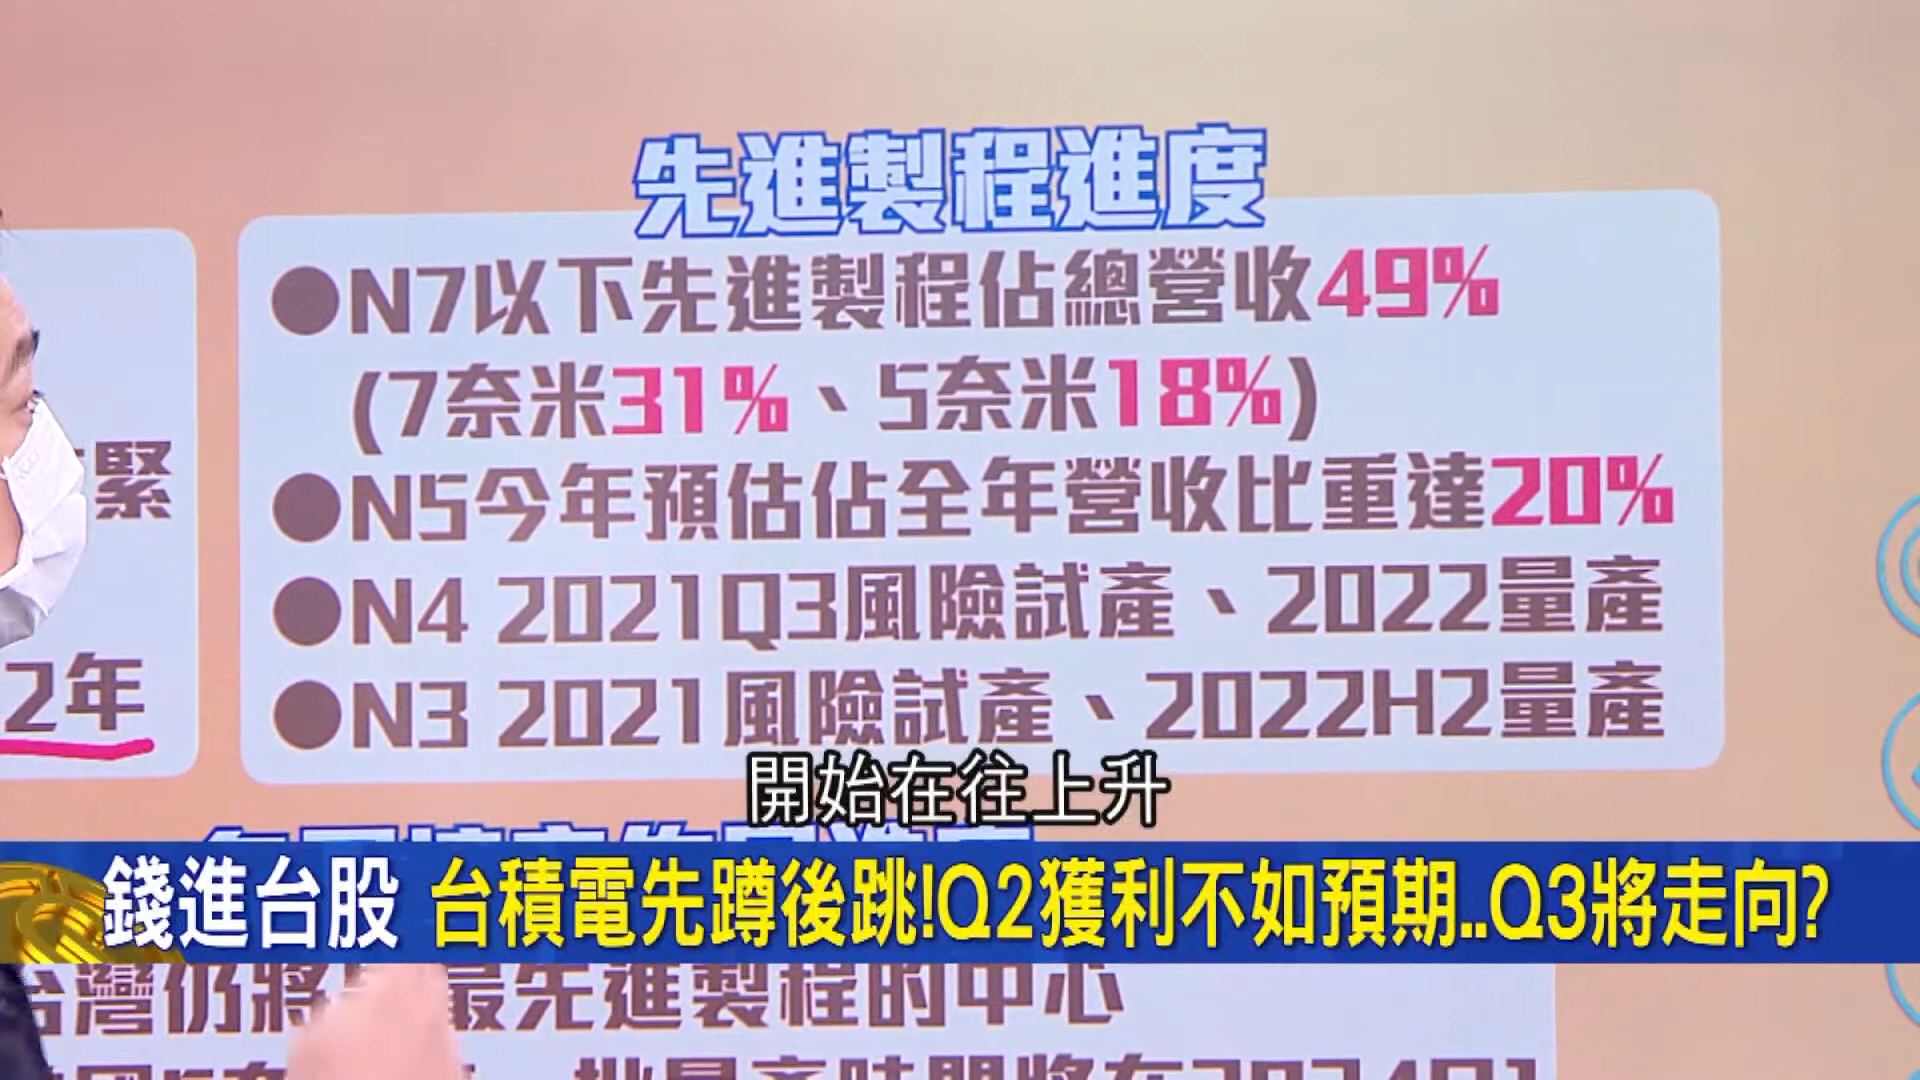 先進製程進度
●N7以下先進製程佔總營收49%
(7奈米31%、5奈米18%)
●N5今年預估佔全年營收比重達20%
●N4 2021Q3風險試產、2022量產
●N3 2021風險試產、2022H2量產
緊
2年
開始在往上升
錢進台股 台積電先蹲後跳!Q2獲利不如預期..Q3將走向?
台灣仍將 最先進製程的中心